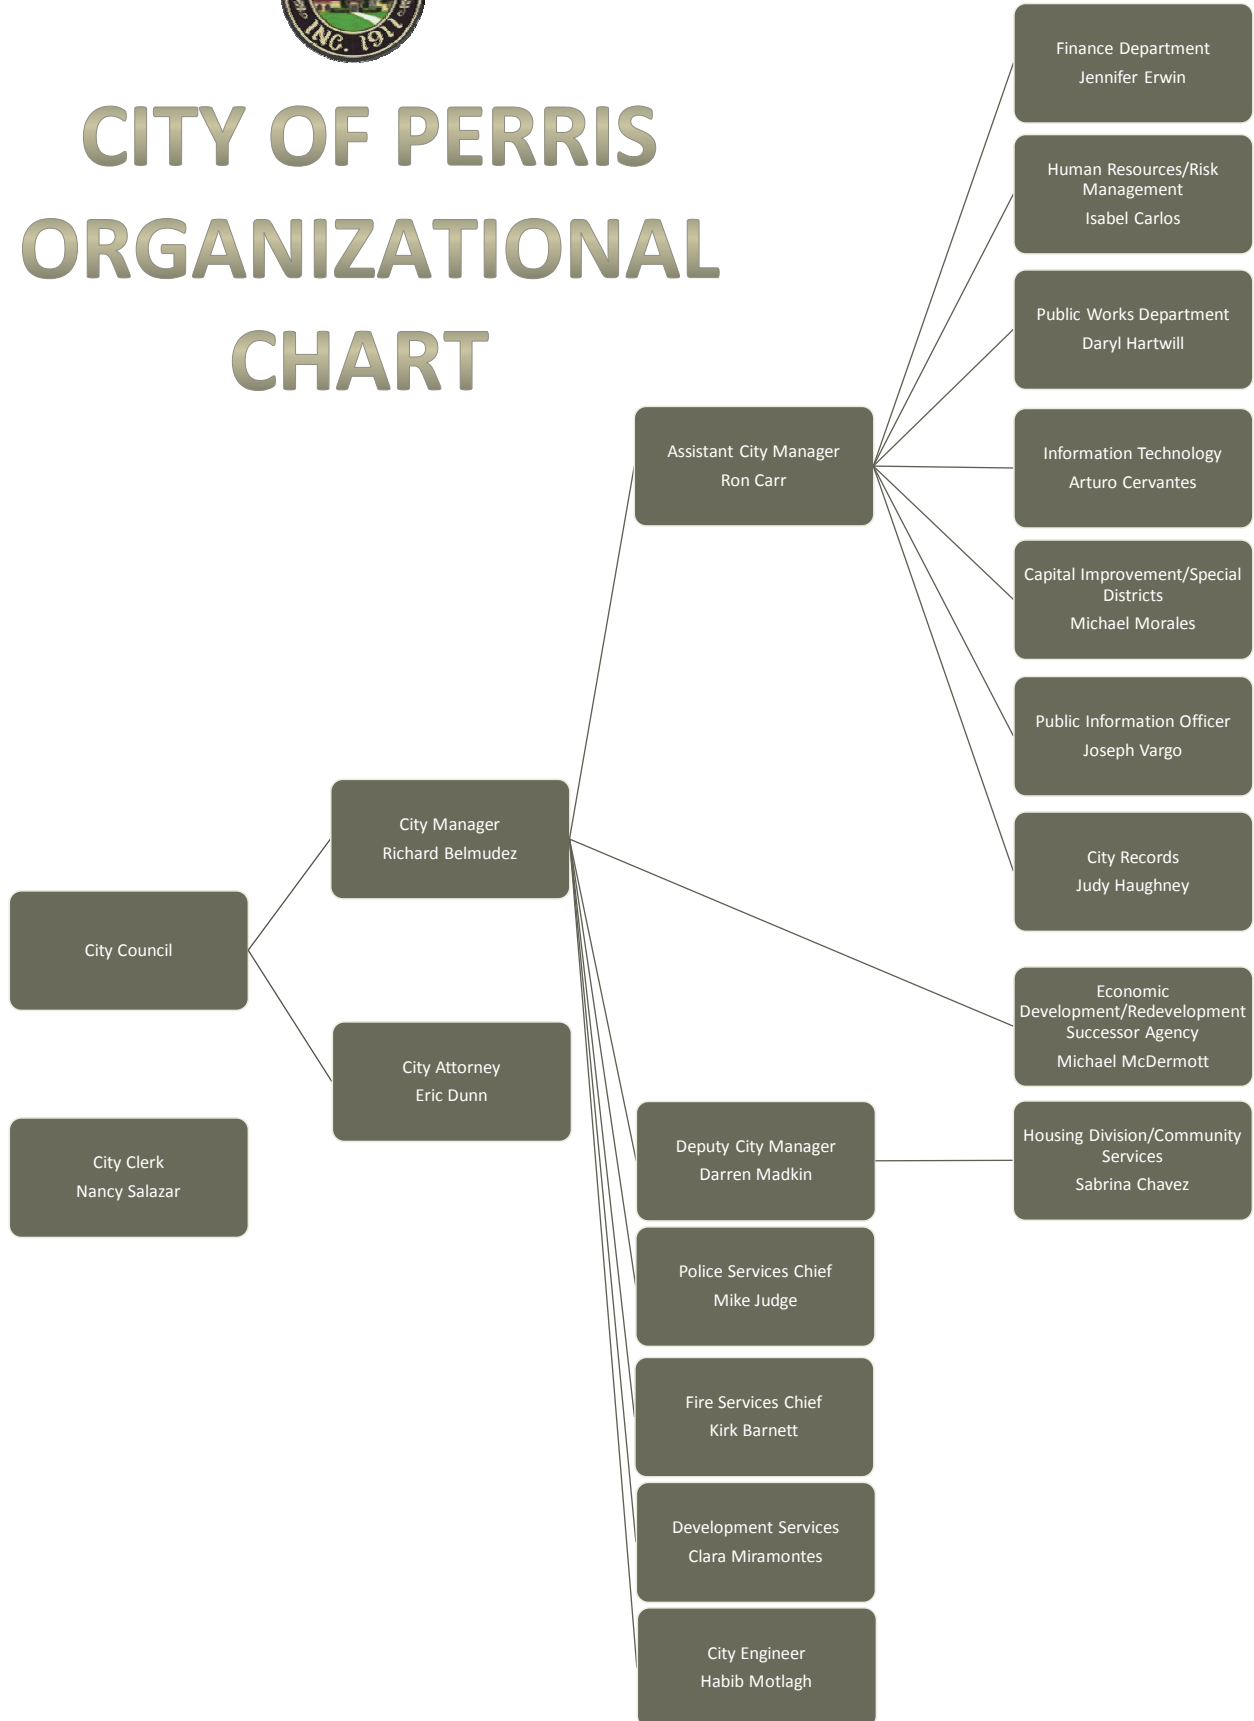 INC. 1911
CITY OF PERRIS
ORGANIZATIONAL
CHART
Finance Department
Jennifer Erwin
Human Resources/Risk
Management
Isabel Carlos
Public Works Department
Daryl Hartwill
Assistant City Manager
Ron Carr
Information Technology
Arturo Cervantes
Capital Improvement/Special
Districts
Michael Morales
Public Information Officer
Joseph Vargo
City Manager
Richard Belmudez
City Records
Judy Haughney
City Council
Economic
Development/Redevelopment
Successor Agency
Michael McDermott
City Attorney
Eric Dunn
City Clerk
Nancy Salazar
Deputy City Manager
Darren Madkin
Housing Division/Community
Services
Sabrina Chavez
Police Services Chief
Mike Judge
Fire Services Chief
Kirk Barnett
Development Services
Clara Miramontes
City Engineer
Habib Motlagh